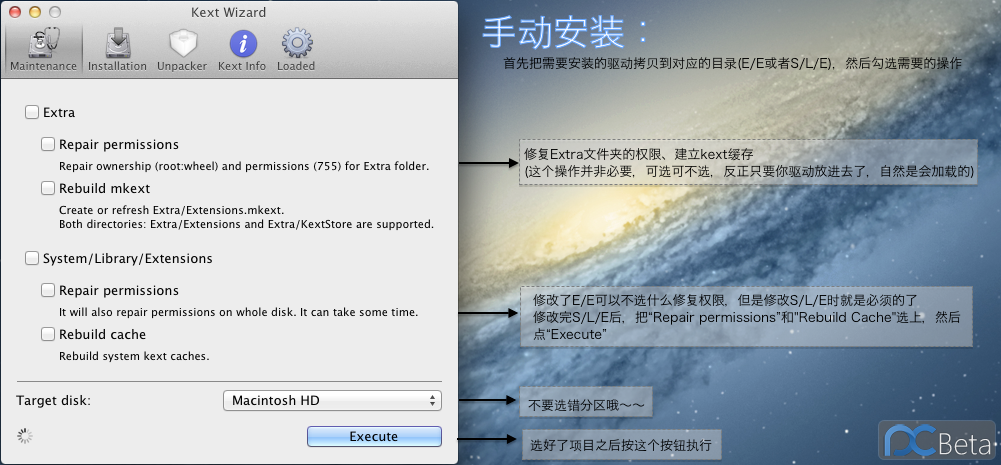 Kext Wizard
Maintenance Installation Unpacker Kext Info Loaded
手动安装：
首先把需要安装的驱动拷贝到对应的目录(E/E或者S/L/E)，然后勾选需要的操作
Extra
Repair permissions
Repair ownership (root:wheel) and permissions (755) for Extra folder.
Rebuild mkext
Create or refresh Extra/Extensions.mkext.
Both directories: Extra/Extensions and Extra/KextStore are supported.
修复Extra文件夹的权限、建立kext缓存
(这个操作并非必要，可选可不选，反正只要你驱动放进去了，自然是会加载的)
System/Library/Extensions
Repair permissions
It will also repair permissions on whole disk. It can take some time.
Rebuild cache
Rebuild system kext caches.
修改了E/E可以不选什么修复权限，但是修改S/L/E时就是必须的了
修改完S/L/E后，把“Repair permissions”和"Rebuild Cache"选上，然后
点“Execute”
Target disk: Macintosh HD
不要选错分区哦～～
Execute
选好了项目之后按这个按钮执行
PCBeta